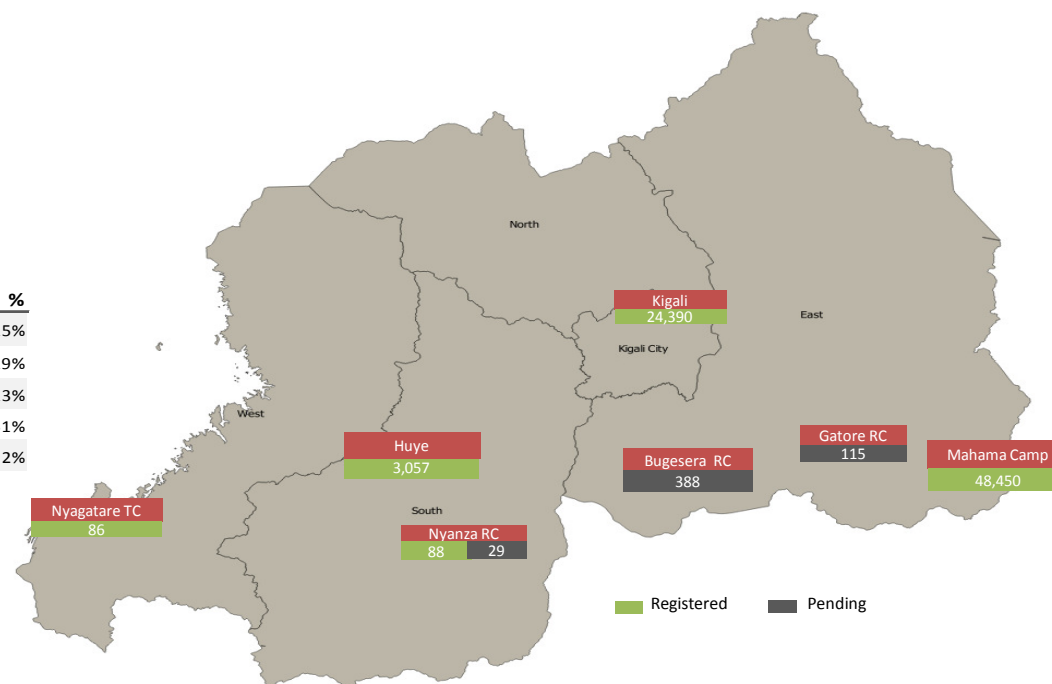 North
%
Kigali
24,390
East
5%
Kigali City
9%
3%
West
1%
Gatore RC
115
Huye
3,057
Bugesera RC
388
Mahama Camp
48,450
2%
Nyagatare TC
86
South
Nyanza RC
88 29
Registered Pending